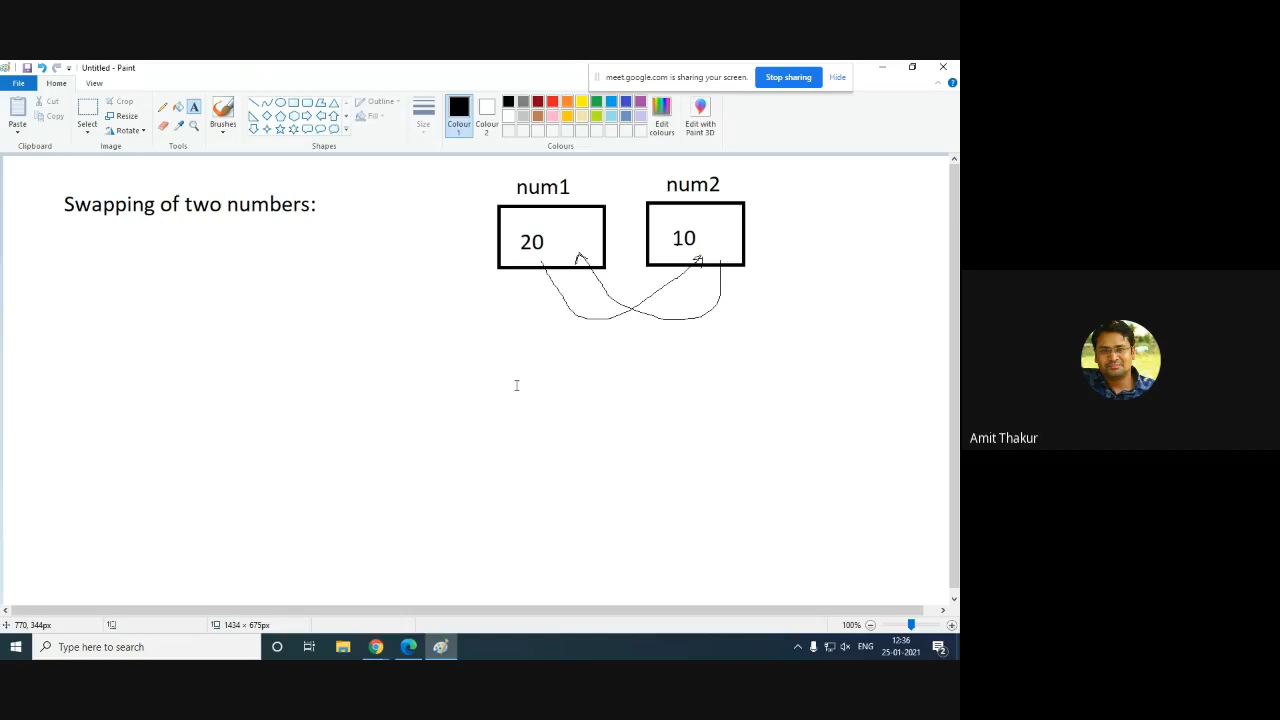 Untitled - Paint
meet.google.com is sharing your screen.
Stop sharing
Hide
File
Home
View
Paste
Cut
Copy
Clipboard
Select
Crop
Resize
Rotate
Image
A
Tools
Brushes
Outline
Fill
Shapes
Size
Colour 1
Colour 2
Edit colours
Edit with Paint 3D
Colours
Swapping of two numbers:
num1
num2
20
10
Amit Thakur
770, 344px
1434 × 675px
100%
Type here to search
ENG
12:36
25-01-2021
2